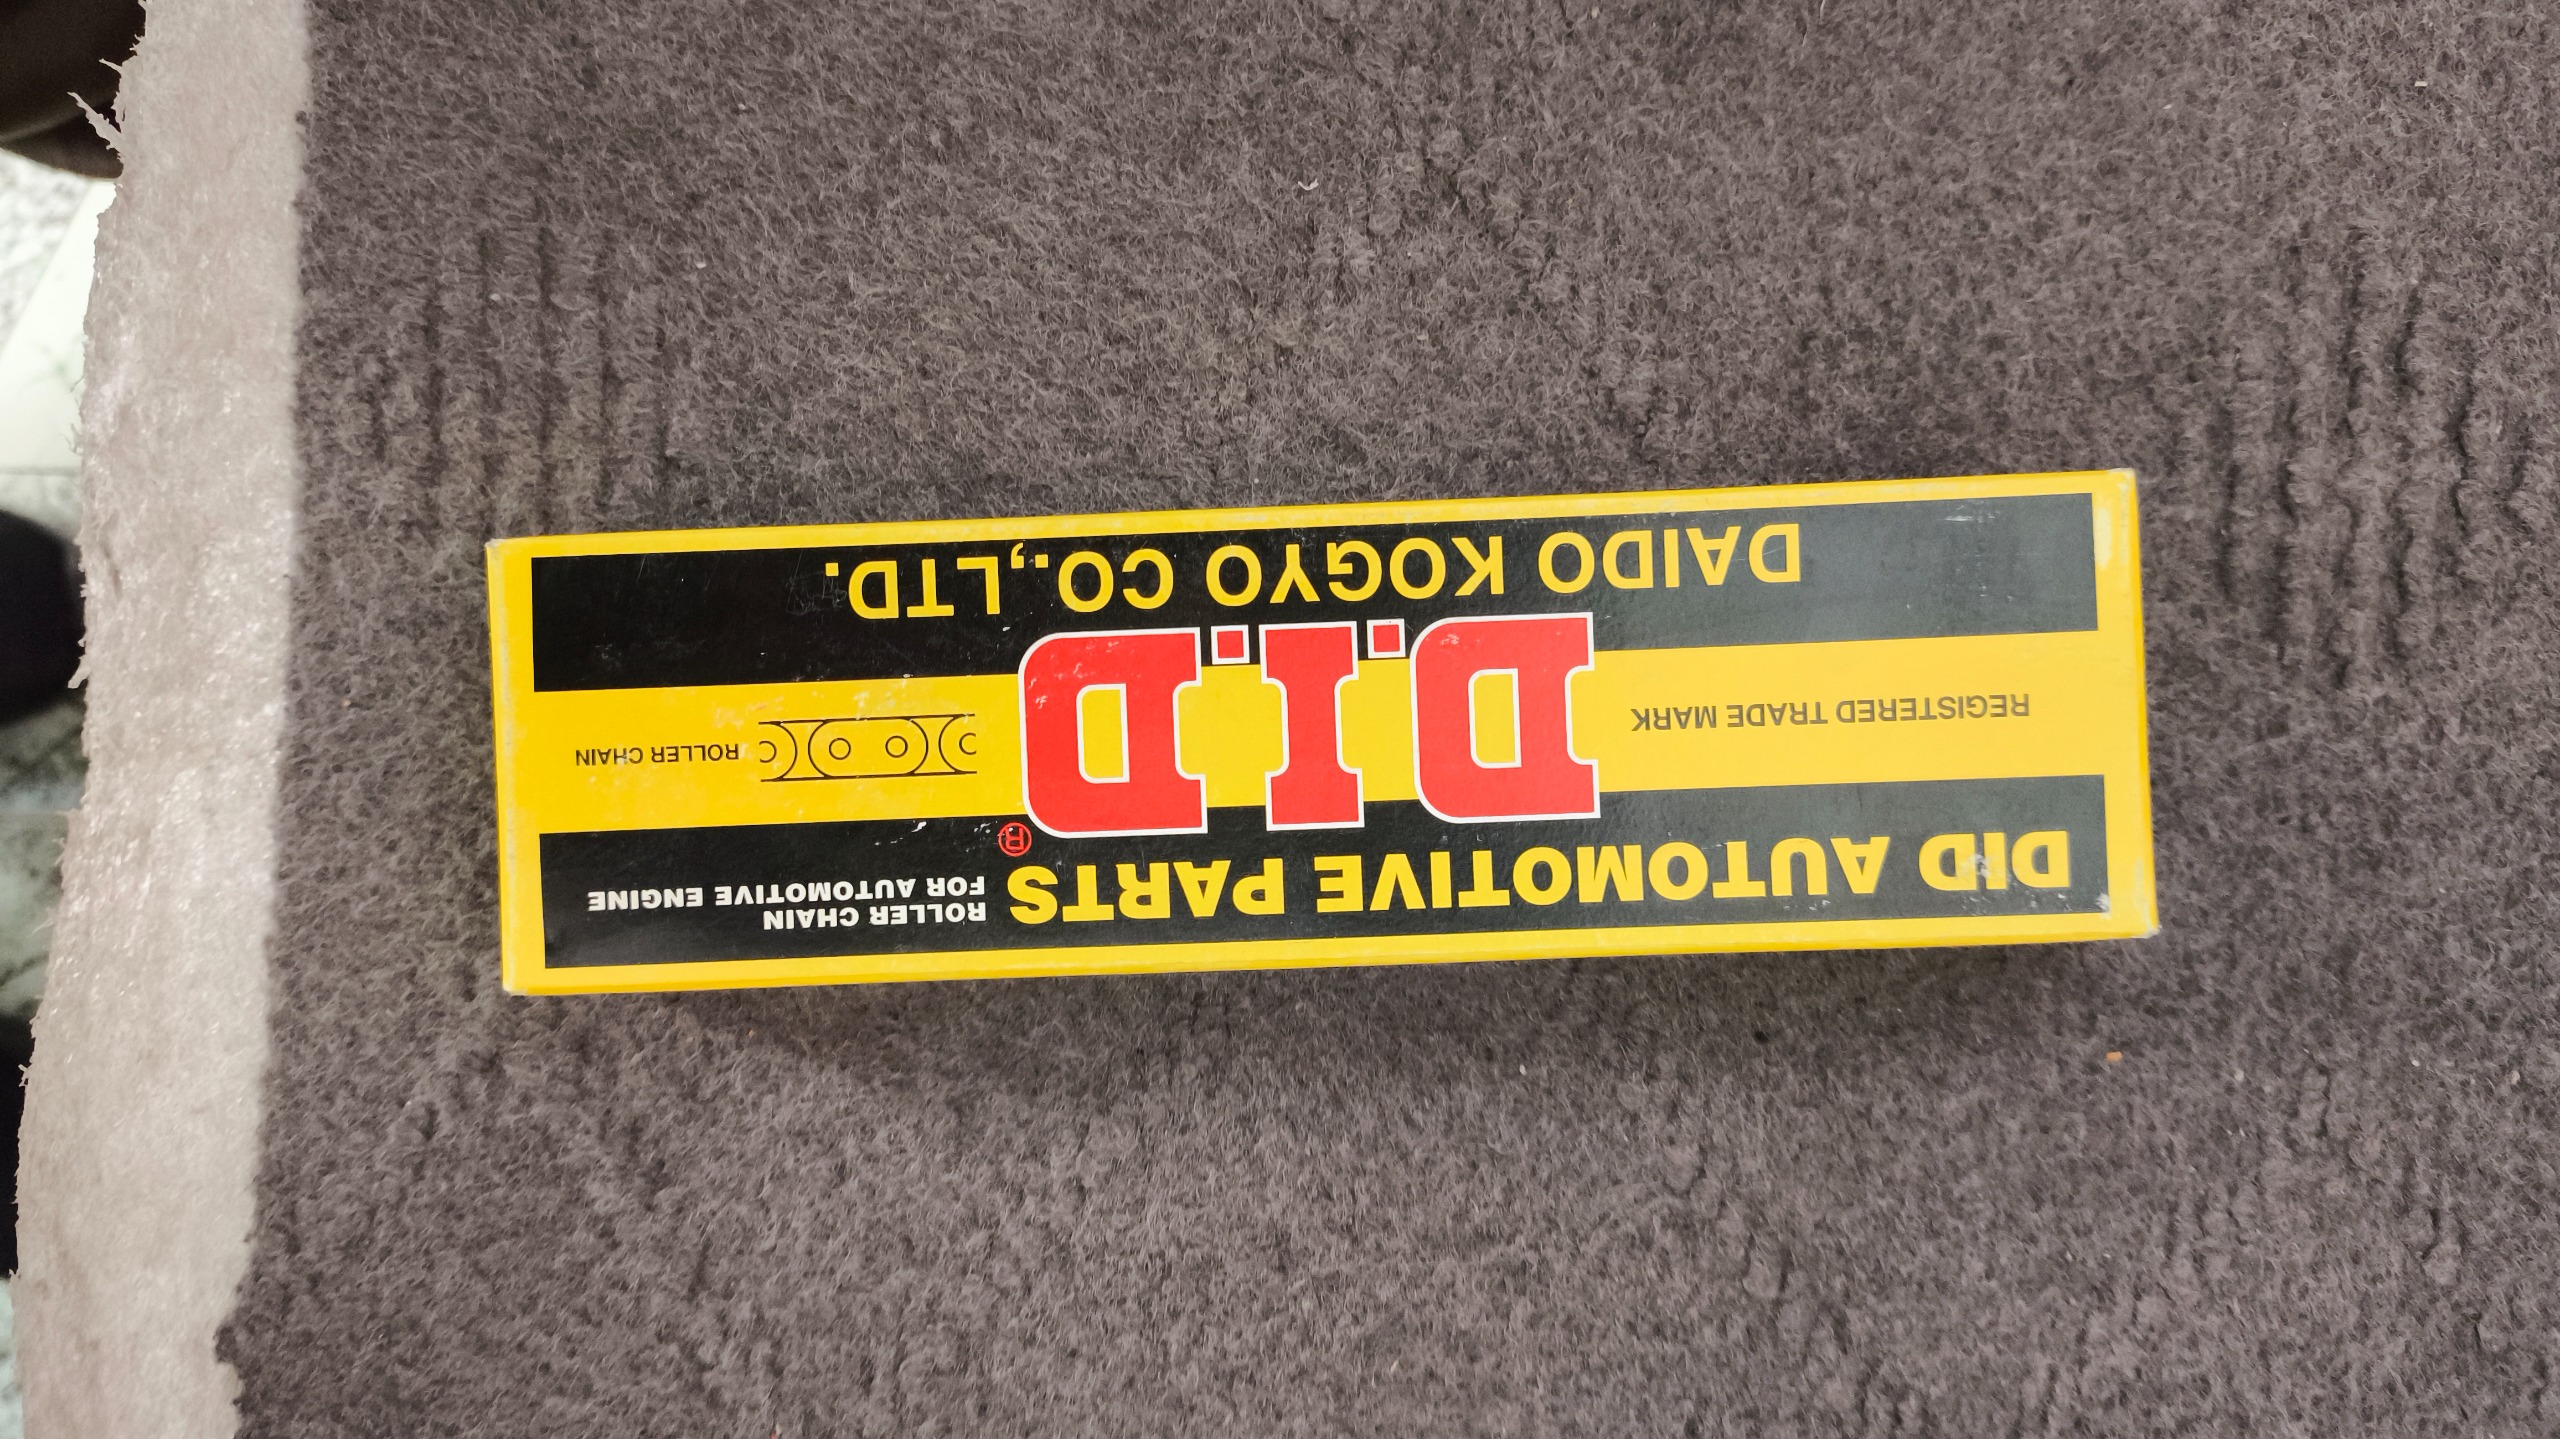 DID AUTOMOTIVE PARTS
ROLLER CHAIN
FOR AUTOMOTIVE ENGINE
REGISTERED TRADE MARK
D.I.D®
ROLLER CHAIN
DAIDO KOGYO CO.,LTD.